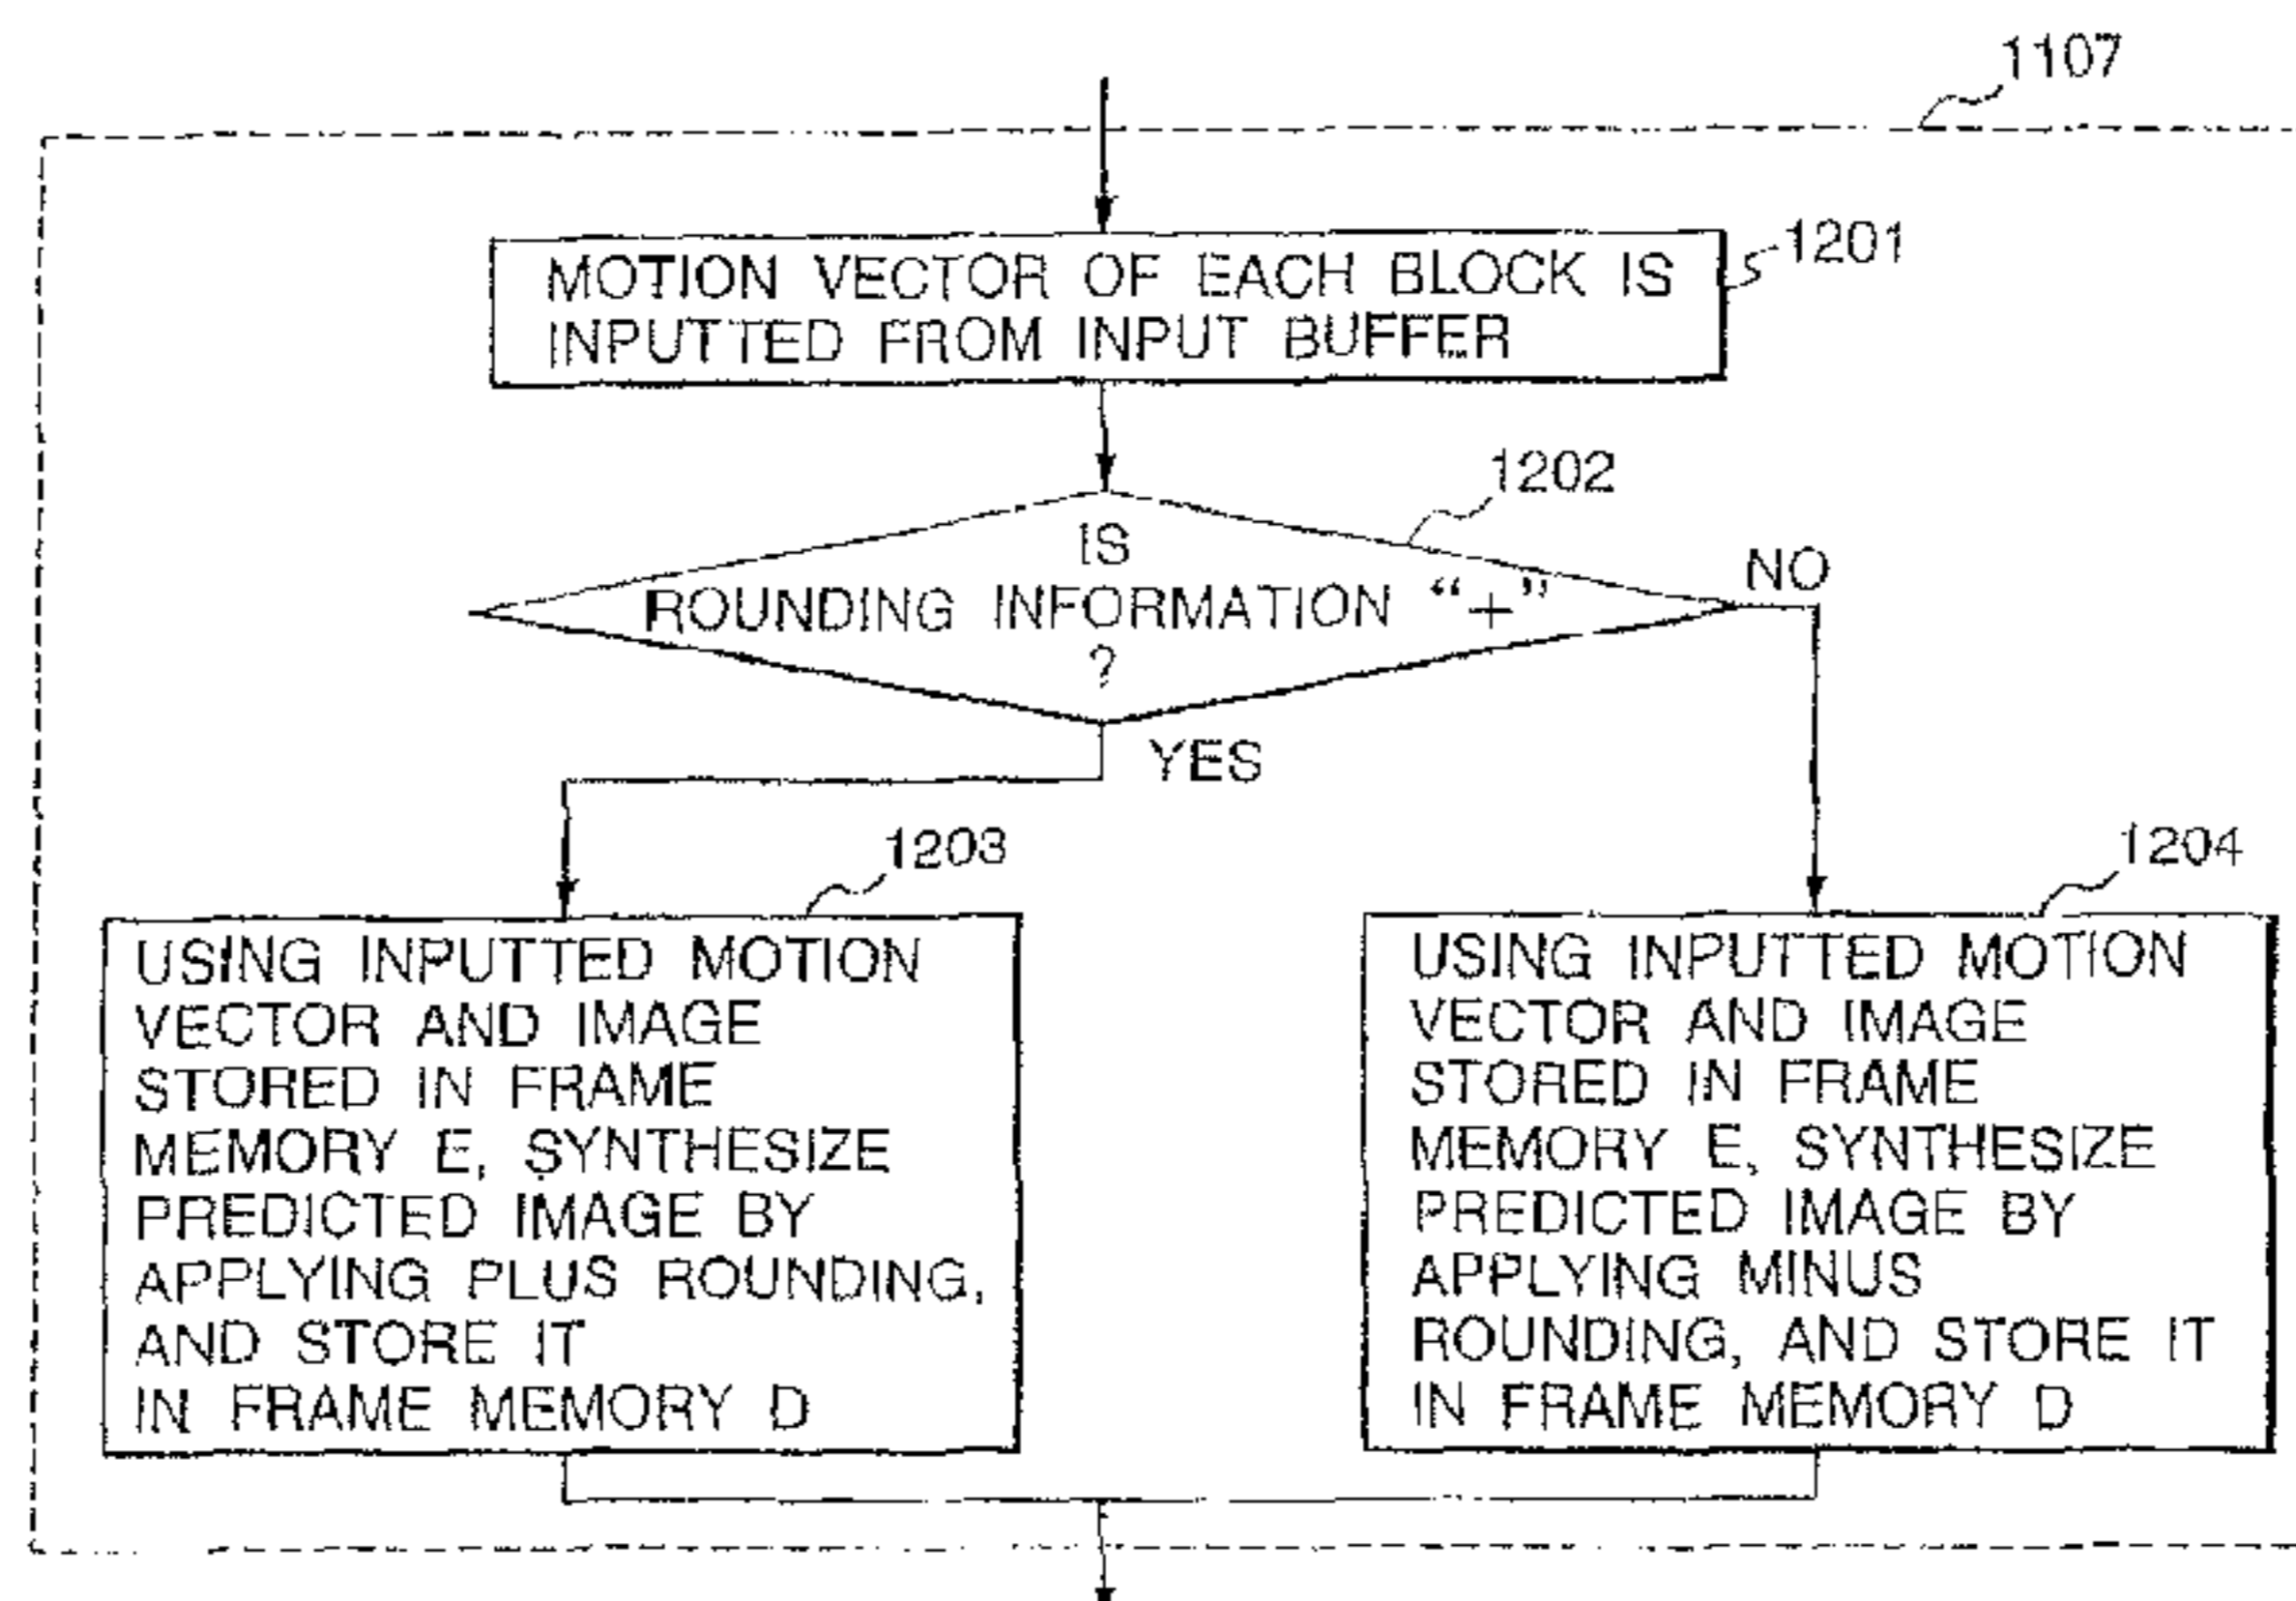 1107
MOTION VECTOR OF EACH BLOCK IS
INPUTTED FROM INPUT BUFFER
1201
1202
IS
ROUNDING INFORMATION “+”
?
NO
YES
1203
USING INPUTTED MOTION
VECTOR AND IMAGE
STORED IN FRAME
MEMORY E, SYNTHESIZE
PREDICTED IMAGE BY
APPLYING PLUS ROUNDING,
AND STORE IT
IN FRAME MEMORY D
1204
USING INPUTTED MOTION
VECTOR AND IMAGE
STORED IN FRAME
MEMORY E, SYNTHESIZE
PREDICTED IMAGE BY
APPLYING MINUS
ROUNDING, AND STORE IT
IN FRAME MEMORY D